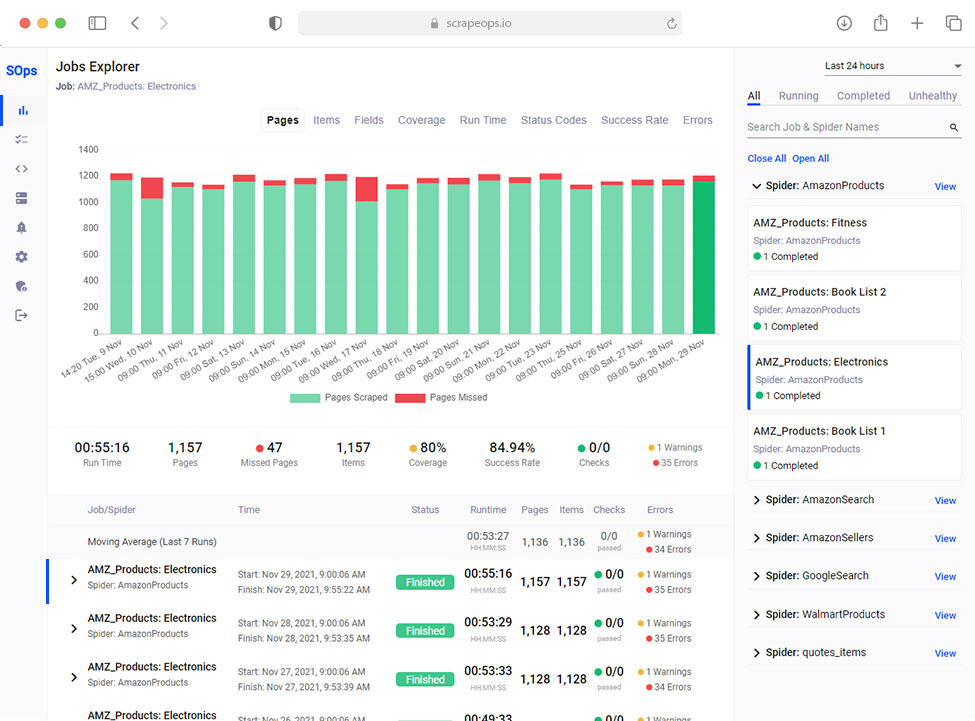 scrapeops.io
SOps
Jobs Explorer
Job: AMZ_Products: Electronics
Pages Items Fields Coverage Run Time Status Codes Success Rate Errors
1400
1200
1000
800
600
400
200
0
14:20 Tue, 9 Nov
15:00 Wed, 10 Nov
09:00 Thu, 11 Nov
09:00 Fri, 12 Nov
09:00 Sat, 13 Nov
09:00 Sun, 14 Nov
09:00 Mon, 15 Nov
09:00 Tue, 16 Nov
09:00 Wed, 17 Nov
09:00 Thu, 18 Nov
09:00 Fri, 19 Nov
09:00 Sat, 20 Nov
09:00 Sun, 21 Nov
09:00 Mon, 22 Nov
09:00 Tue, 23 Nov
09:00 Thu, 25 Nov
09:00 Fri, 26 Nov
09:00 Sat, 27 Nov
09:00 Sun, 28 Nov
09:00 Mon, 29 Nov
Pages Scraped Pages Missed
00:55:16 1,157 47 1,157 80% 84.94% 0/0 1 Warnings
Run Time Pages Missed Pages Items Coverage Success Rate Checks 35 Errors
Job/Spider Time Status Runtime Pages Items Checks Errors
Moving Average (Last 7 Runs) 00:53:27 HH:MM:SS 1,136 1,136 0/0 passed 1 Warnings 34 Errors
AMZ_Products: Electronics
Spider: AmazonProducts
Start: Nov 29, 2021, 9:00:06 AM
Finish: Nov 29, 2021, 9:55:22 AM
Finished 00:55:16 HH:MM:SS 1,157 1,157 0/0 passed 1 Warnings 35 Errors
AMZ_Products: Electronics
Spider: AmazonProducts
Start: Nov 28, 2021, 9:00:06 AM
Finish: Nov 28, 2021, 9:53:35 AM
Finished 00:53:29 HH:MM:SS 1,128 1,128 0/0 passed 1 Warnings 35 Errors
AMZ_Products: Electronics
Spider: AmazonProducts
Start: Nov 27, 2021, 9:00:06 AM
Finish: Nov 27, 2021, 9:53:39 AM
Finished 00:53:33 HH:MM:SS 1,128 1,128 0/0 passed 1 Warnings 34 Errors
AMZ_Products: Electronics
Start: Nov 26, 2021, 9:00:06 AM
00:49:33 0/0 1 Warnings
Last 24 hours
All Running Completed Unhealthy
Search Job & Spider Names
Close All Open All
Spider: AmazonProducts View
AMZ_Products: Fitness
Spider: AmazonProducts
1 Completed
AMZ_Products: Book List 2
Spider: AmazonProducts
1 Completed
AMZ_Products: Electronics
Spider: AmazonProducts
1 Completed
AMZ_Products: Book List 1
Spider: AmazonProducts
1 Completed
Spider: AmazonSearch View
Spider: AmazonSellers View
Spider: GoogleSearch View
Spider: WalmartProducts View
Spider: quotes_items View